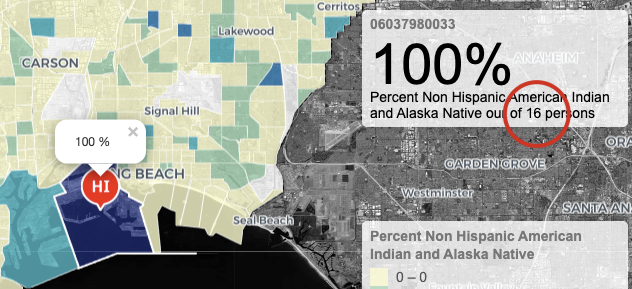 Cerritos
Lakewood
CARSON
Signal Hill
100 %
×
HI
NG BEACH
Seal Beach
06037980033
100%
Percent Non Hispanic American Indian
and Alaska Native out of 16 persons
ANAHEIM
GARDEN GROVE
ORA
Westminster
SANTA AN
Percent Non Hispanic American
Indian and Alaska Native
0 – 0